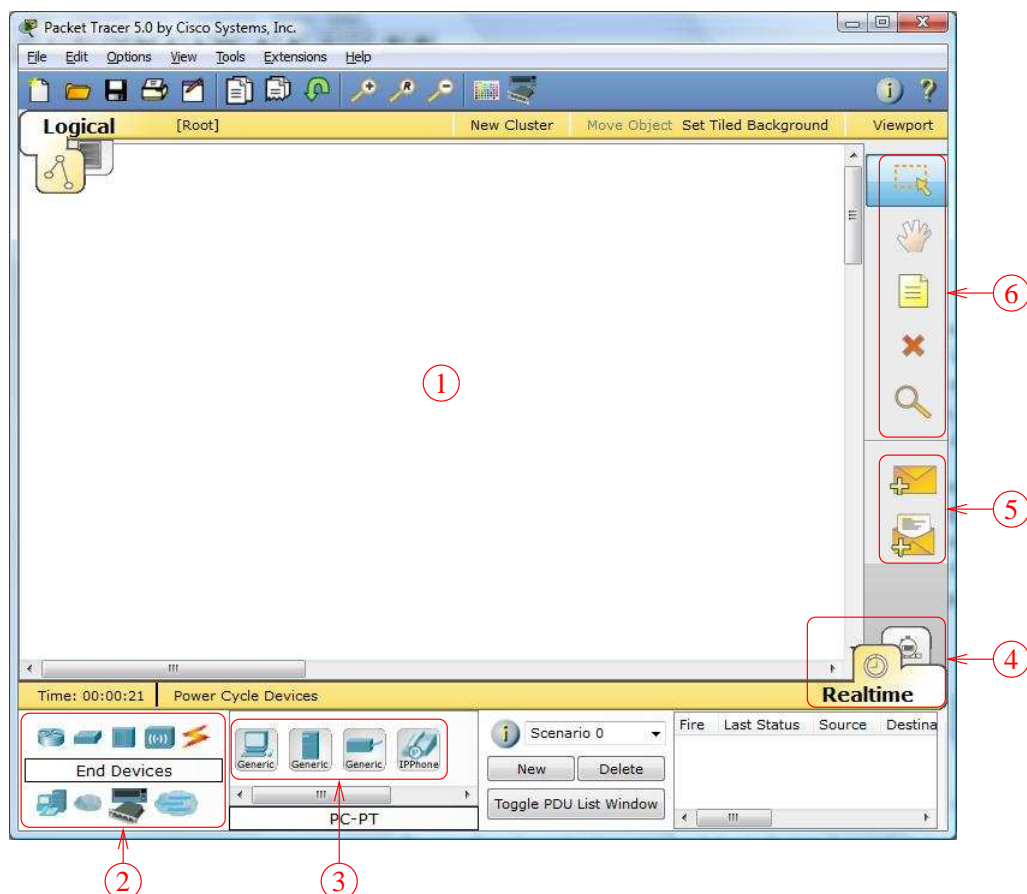 Packet Tracer 5.0 by Cisco Systems, Inc.
File Edit Options View Tools Extensions Help
R
i ?
Logical [Root] New Cluster Move Object Set Tiled Background Viewport
6
1
5
4
Time: 00:00:21 Power Cycle Devices Realtime
End Devices
Generic Generic Generic IPPhone
PC-PT
i Scenario 0
New Delete
Toggle PDU List Window
Fire Last Status Source Destina
2 3